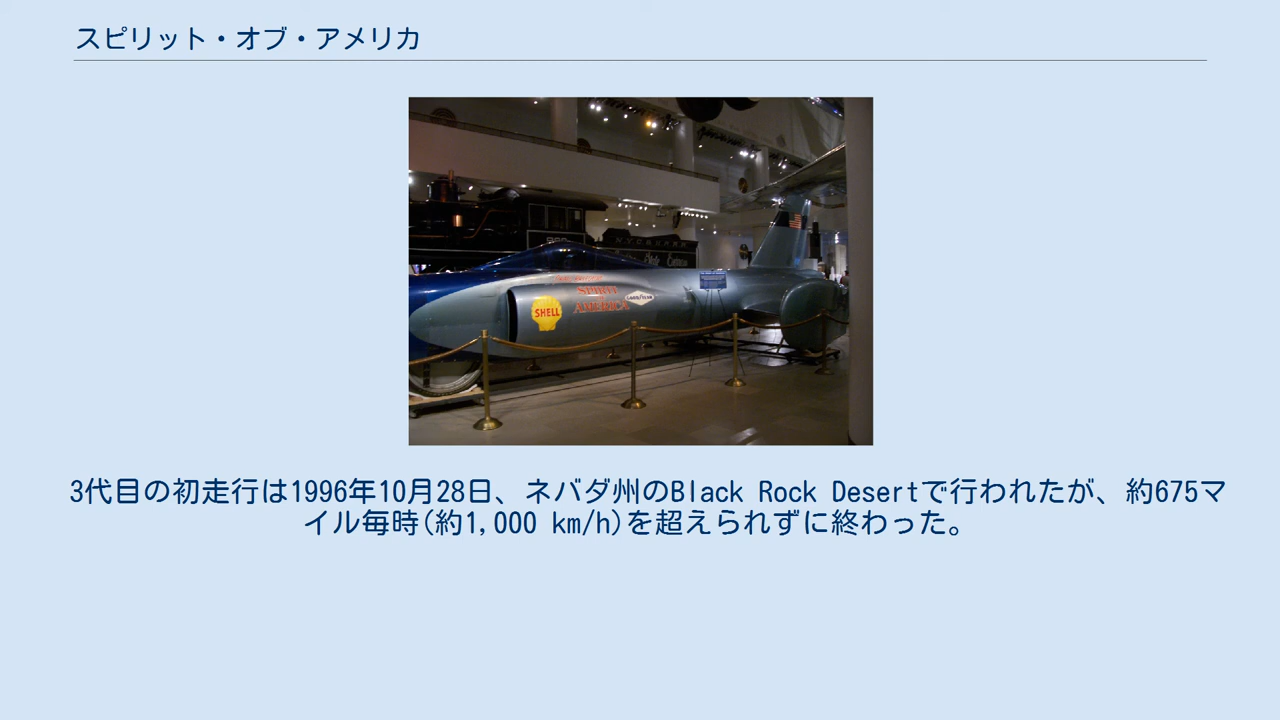 スピリット・オブ・アメリカ
SHELL
SPIRIT
AMERICA
3代目の初走行は1996年10月28日、ネバダ州のBlack Rock Desertで行われたが、約675マ
イル毎時(約1,000 km/h)を超えられずに終わった。